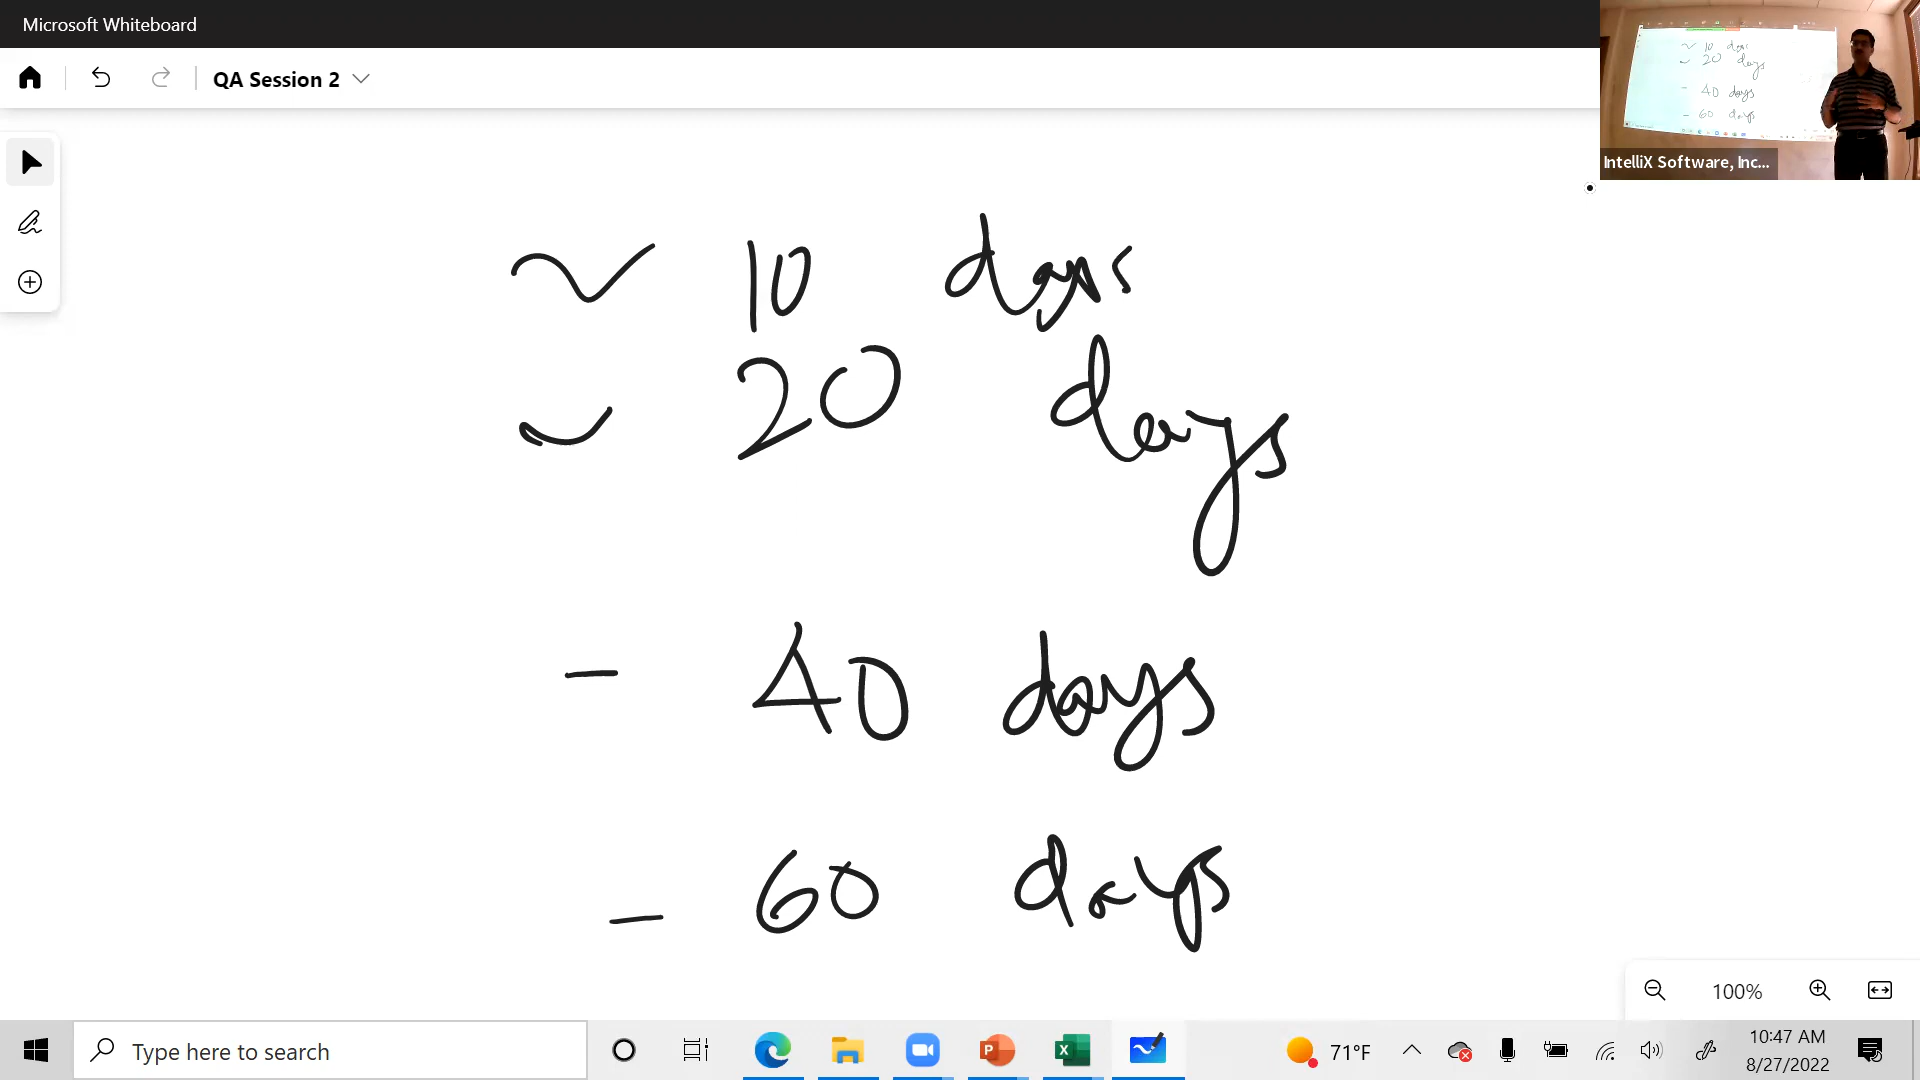 Microsoft Whiteboard
QA Session 2
IntelliX Software, Inc...
~ 10 days
~ 20 days
- 40 days
- 60 days
100%
Type here to search
71°F
10:47 AM
8/27/2022